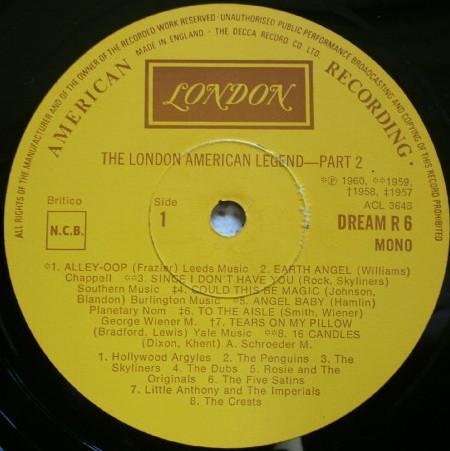 ALL RIGHTS OF THE MANUFACTURER AND OF THE OWNER OF THE RECORDED WORK RESERVED · UNAUTHORISED PUBLIC PERFORMANCE BROADCASTING AND COPYING OF THIS RECORD PROHIBITED
MADE IN ENGLAND · THE DECCA RECORD CO LTD.
AMERICAN RECORDING
LONDON
THE LONDON AMERICAN LEGEND—PART 2
Britico
N.C.B.
Side
1
*℗ 1960, **1959,
†1958, ‡1957
ACL 3648
DREAM R 6
MONO
*1. ALLEY-OOP (Frazier) Leeds Music 2. EARTH ANGEL (Williams)
Chappell **3. SINCE I DON'T HAVE YOU (Rock, Skyliners)
Southern Music ‡4. COULD THIS BE MAGIC (Johnson,
Blandon) Burlington Music *5. ANGEL BABY (Hamlin)
Planetary Nom ‡6. TO THE AISLE (Smith, Wiener)
George Wiener M. †7. TEARS ON MY PILLOW
(Bradford, Lewis) Yale Music **8. 16 CANDLES
(Dixon, Khent) A. Schroeder M.
1. Hollywood Argyles 2. The Penguins 3. The
Skyliners 4. The Dubs 5. Rosie and The
Originals 6. The Five Satins
7. Little Anthony and The Imperials
8. The Crests